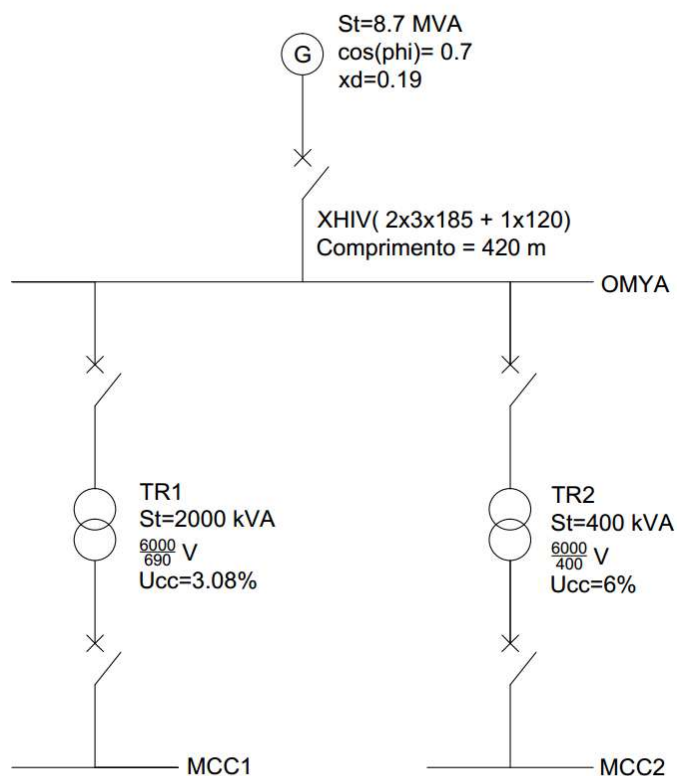 St=8.7 MVA
G
cos(phi)= 0.7
xd=0.19
XHIV( 2x3x185 + 1x120)
Comprimento = 420 m
OMYA
TR1
St=2000 kVA
6000/690 V
Ucc=3.08%
TR2
St=400 kVA
6000/400 V
Ucc=6%
MCC1
MCC2